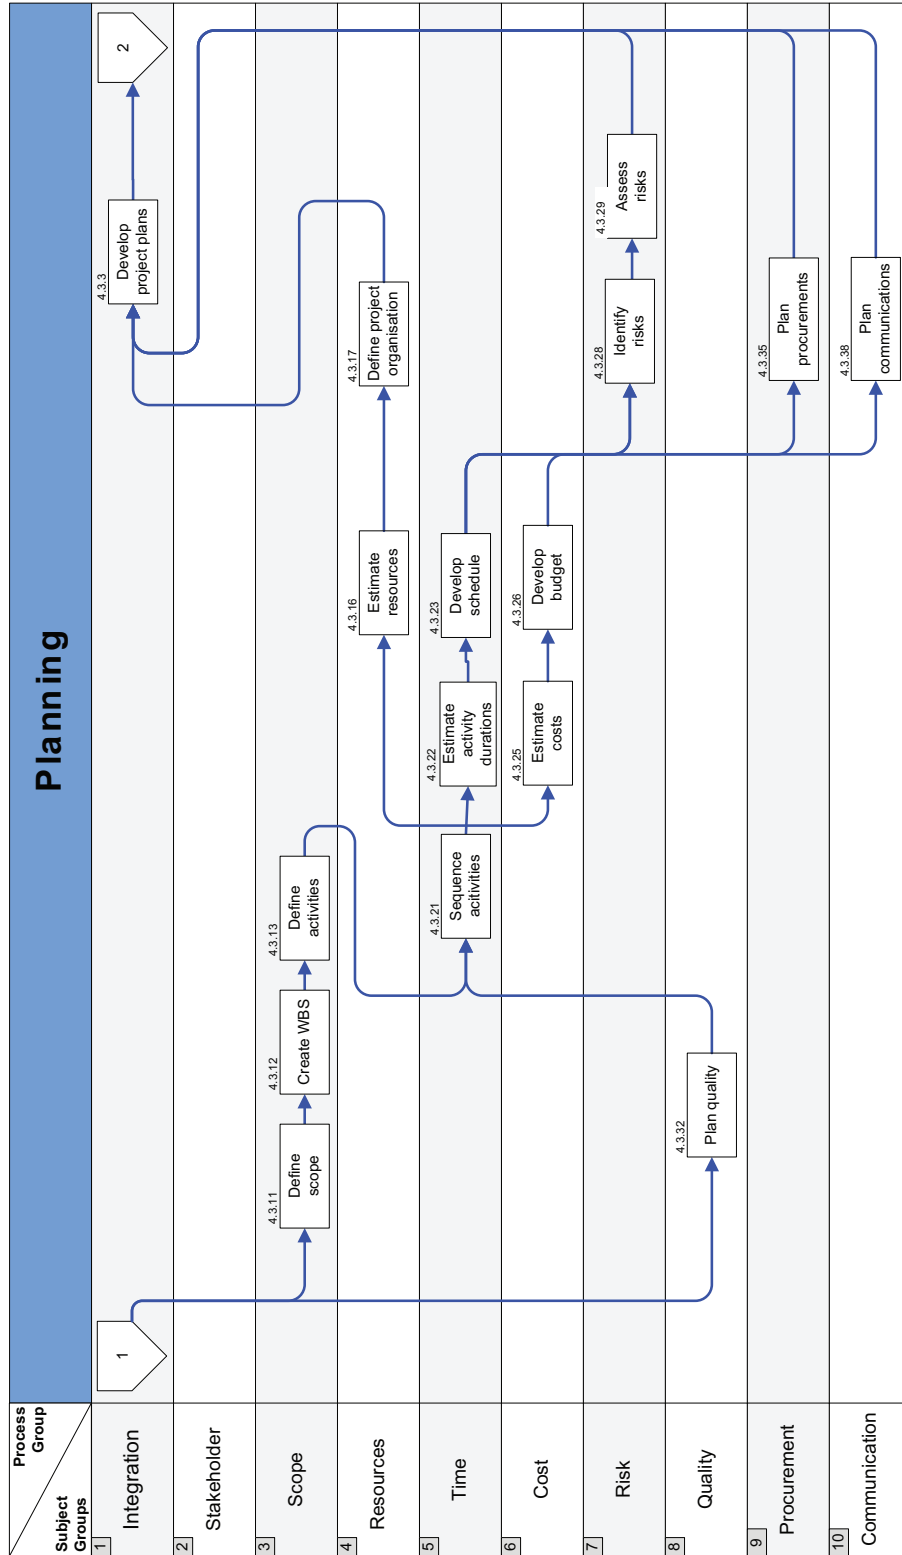 Planning
Process
Group
Subject
Groups
1
Integration
1
4.3.3
Develop
project plans
2
2
Stakeholder
3
Scope
4.3.11
Define
scope
4.3.12
Create WBS
4.3.13
Define
activities
4
Resources
4.3.16
Estimate
resources
4.3.17
Define project
organisation
5
Time
4.3.21
Sequence
acitivities
4.3.22
Estimate
activity
durations
4.3.23
Develop
schedule
6
Cost
4.3.25
Estimate
costs
4.3.26
Develop
budget
7
Risk
4.3.28
Identify
risks
4.3.29
Assess
risks
8
Quality
4.3.32
Plan quality
9
Procurement
4.3.35
Plan
procurements
10
Communication
4.3.38
Plan
communications